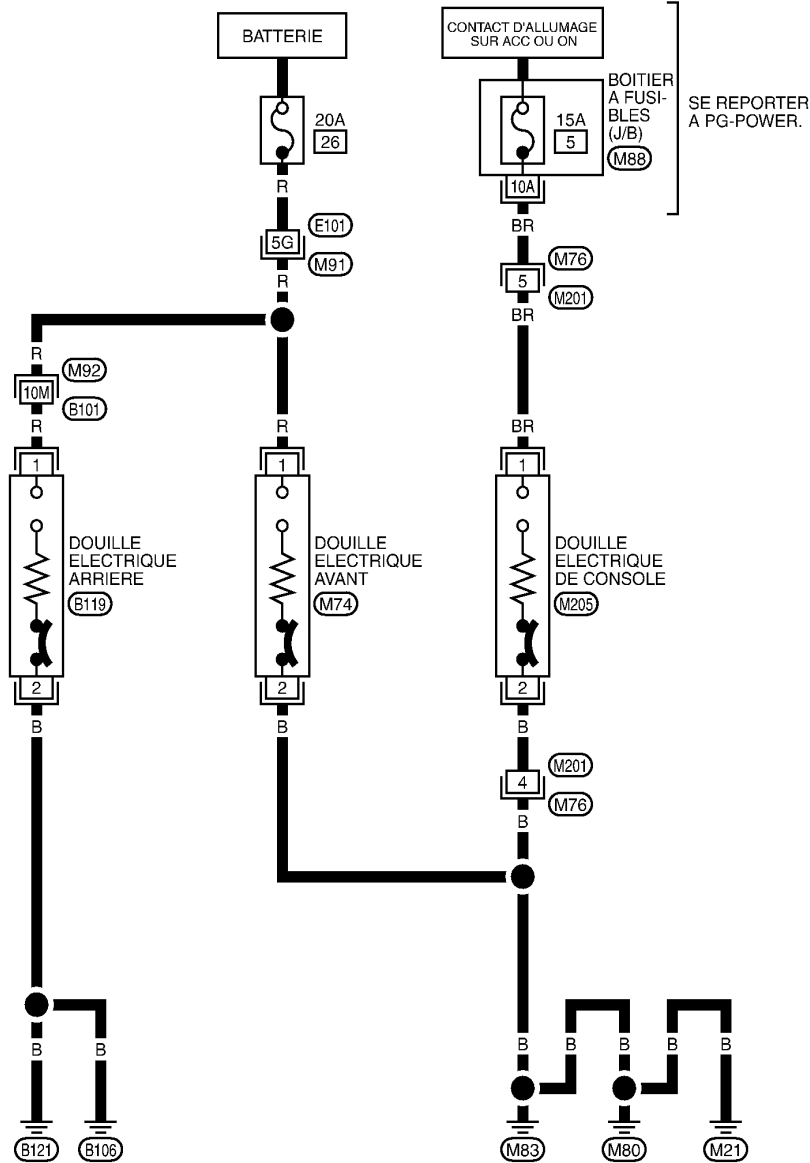 BATTERIE
CONTACT D'ALLUMAGE
SUR ACC OU ON
20A
26
15A
5
BOITIER
A FUSI-
BLES
(J/B)
M88
SE REPORTER
A PG-POWER.
R
10A
E101
5G
M91
BR
M76
5
M201
R
BR
R
M92
10M
B101
R
R
BR
1
1
1
DOUILLE
ELECTRIQUE
ARRIERE
B119
DOUILLE
ELECTRIQUE
AVANT
M74
DOUILLE
ELECTRIQUE
DE CONSOLE
M205
2
2
2
B
B
B
M201
4
M76
B
B
B
B
B
B
B
B
B121
B106
M83
M80
M21